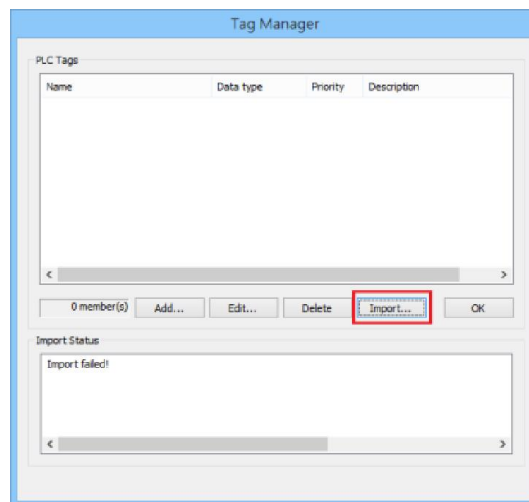 Tag Manager
PLC Tags
Name Data type Priority Description
0 member(s) Add... Edit... Delete Import... OK
Import Status
Import failed!